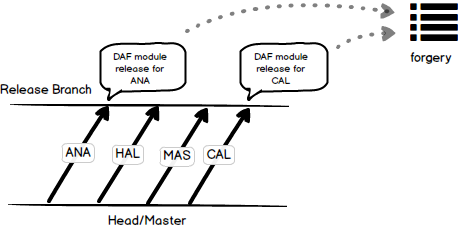 DAF module
release for
ANA
DAF module
release for
CAL
forgery
Release Branch
ANA
HAL
MAS
CAL
Head/Master